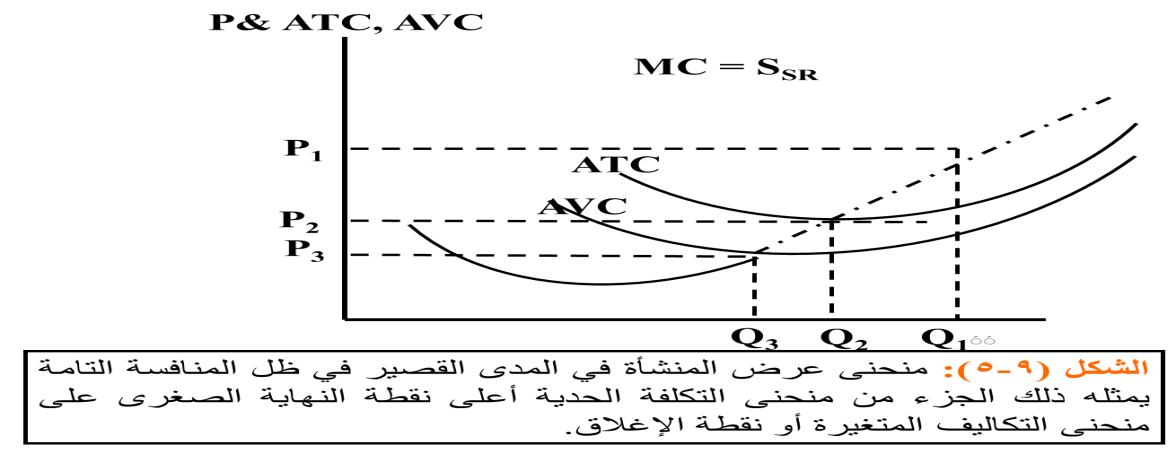 P& ATC, AVC
MC = S_SR
P₁
ATC
AVC
P₂
P₃
Q₃ Q₂ Q₁
الشكل (٩-٥): منحنى عرض المنشأة في المدى القصير في ظل المنافسة التامة
يمثله ذلك الجزء من منحنى التكلفة الحدية أعلى نقطة النهاية الصغرى على
منحنى التكاليف المتغيرة أو نقطة الإغلاق.